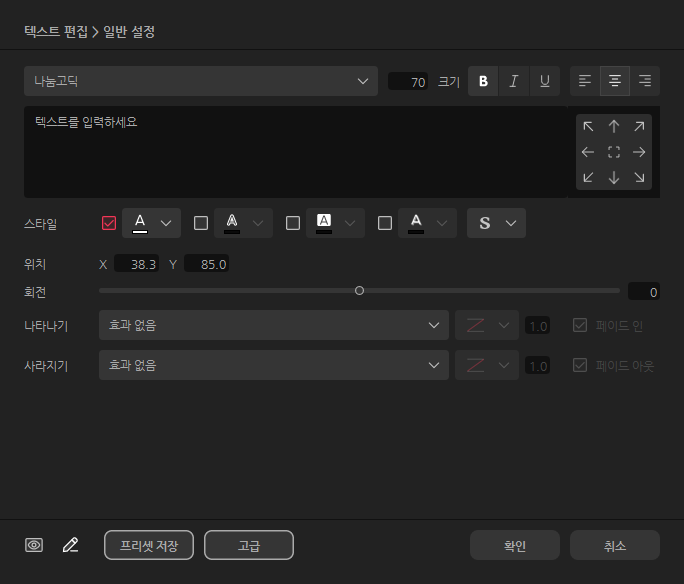 텍스트 편집 > 일반 설정
나눔고딕 70 크기 B I U
텍스트를 입력하세요
스타일 A A A A S
위치 X 38.3 Y 85.0
회전 0
나타나기 효과 없음 1.0 페이드 인
사라지기 효과 없음 1.0 페이드 아웃
프리셋 저장 고급 확인 취소